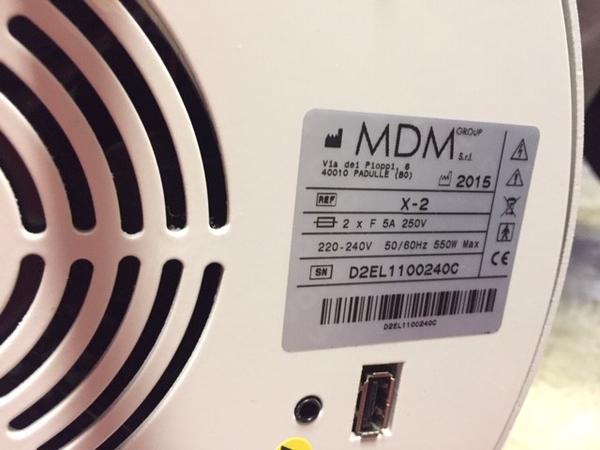 MDM GROUP S.r.l.
Via dei Pioppi, 6
40010 PADULLE (BO)
2015
REF X-2
2 x F 5A 250V
220-240V 50/60Hz 550W Max
SN D2EL1100240C
D2EL1100240C
CE